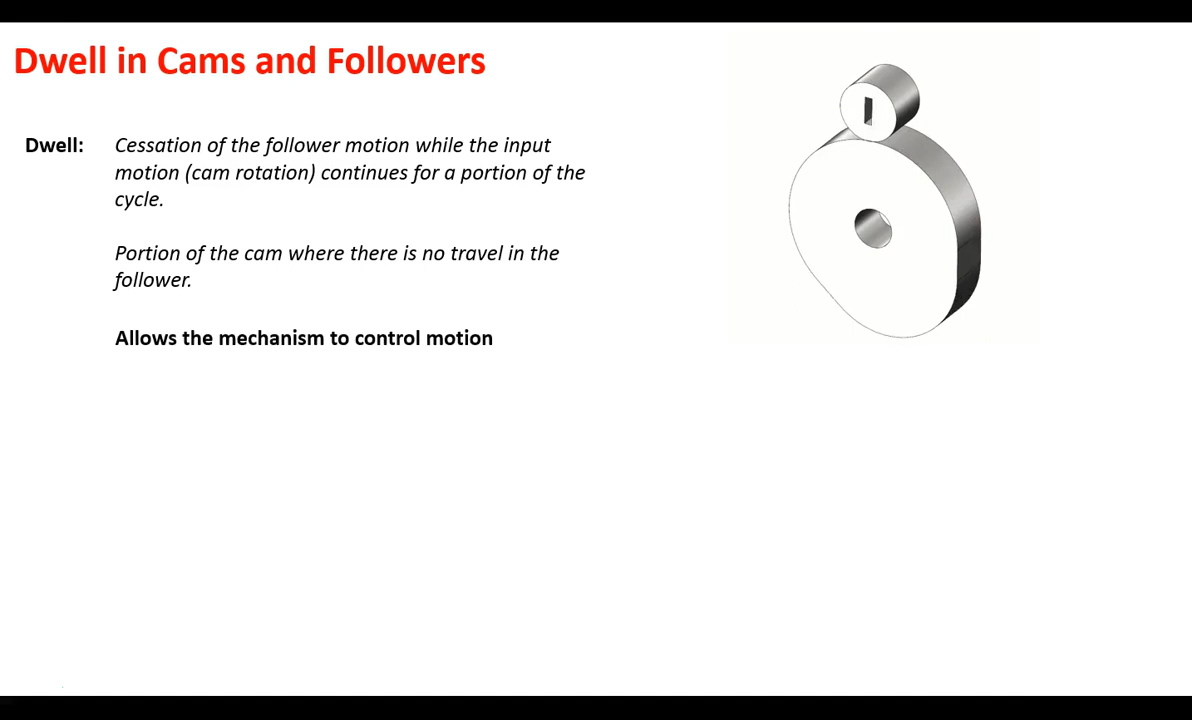 Dwell in Cams and Followers
Dwell: Cessation of the follower motion while the input
motion (cam rotation) continues for a portion of the
cycle.
Portion of the cam where there is no travel in the
follower.
Allows the mechanism to control motion